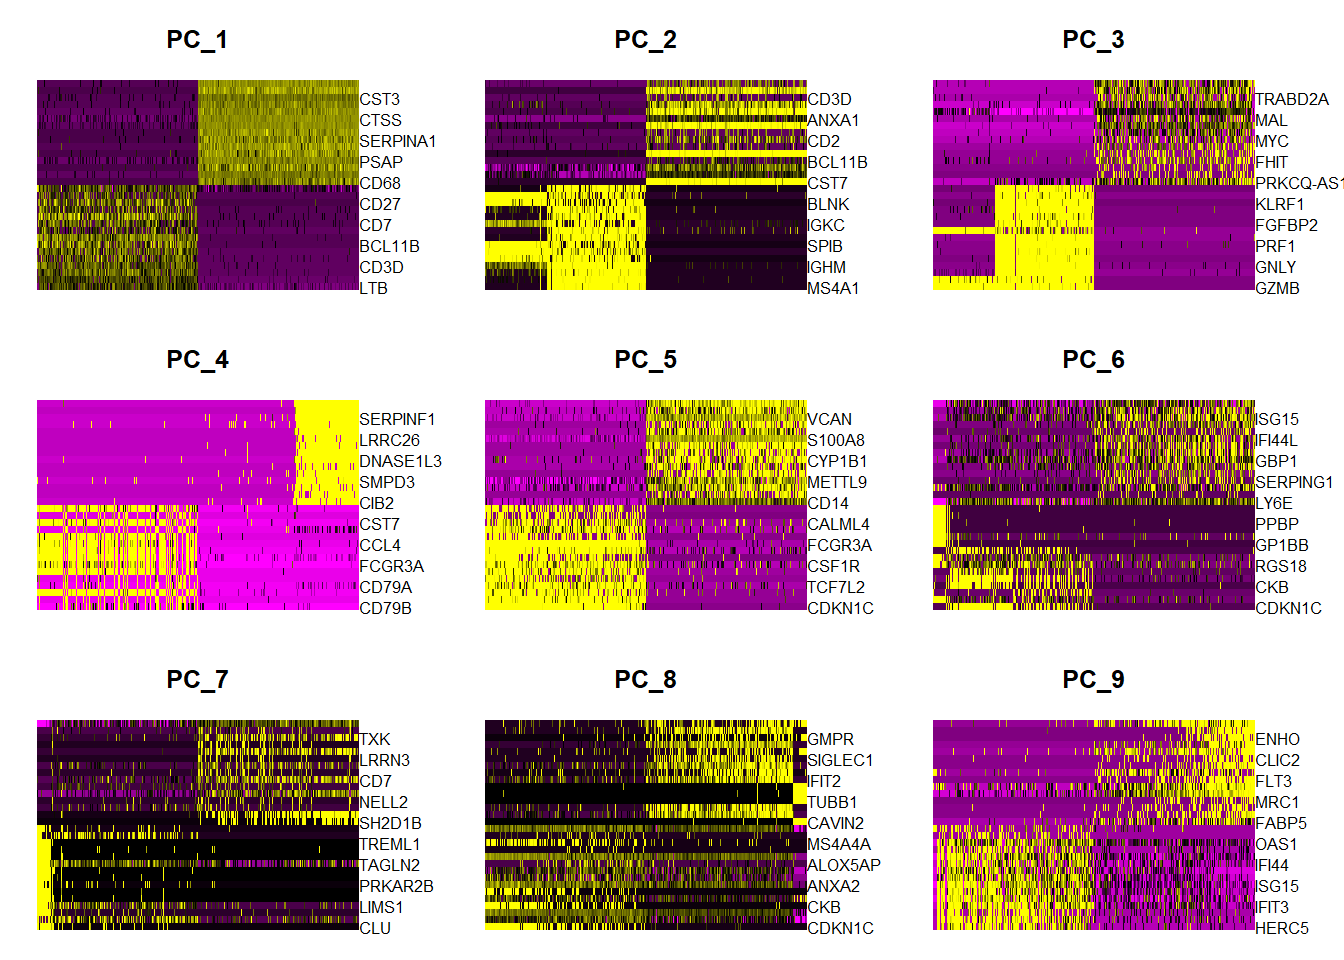 PC_1
CST3
CTSS
SERPINA1
PSAP
CD68
CD27
CD7
BCL11B
CD3D
LTB
PC_2
CD3D
ANXA1
CD2
BCL11B
CST7
BLNK
IGKC
SPIB
IGHM
MS4A1
PC_3
TRABD2A
MAL
MYC
FHIT
PRKCQ-AS1
KLRF1
FGFBP2
PRF1
GNLY
GZMB
PC_4
SERPINF1
LRRC26
DNASE1L3
SMPD3
CIB2
CST7
CCL4
FCGR3A
CD79A
CD79B
PC_5
VCAN
S100A8
CYP1B1
METTL9
CD14
CALML4
FCGR3A
CSF1R
TCF7L2
CDKN1C
PC_6
ISG15
IFI44L
GBP1
SERPING1
LY6E
PPBP
GP1BB
RGS18
CKB
CDKN1C
PC_7
TXK
LRRN3
CD7
NELL2
SH2D1B
TREML1
TAGLN2
PRKAR2B
LIMS1
CLU
PC_8
GMPR
SIGLEC1
IFIT2
TUBB1
CAVIN2
MS4A4A
ALOX5AP
ANXA2
CKB
CDKN1C
PC_9
ENHO
CLIC2
FLT3
MRC1
FABP5
OAS1
IFI44
ISG15
IFIT3
HERC5